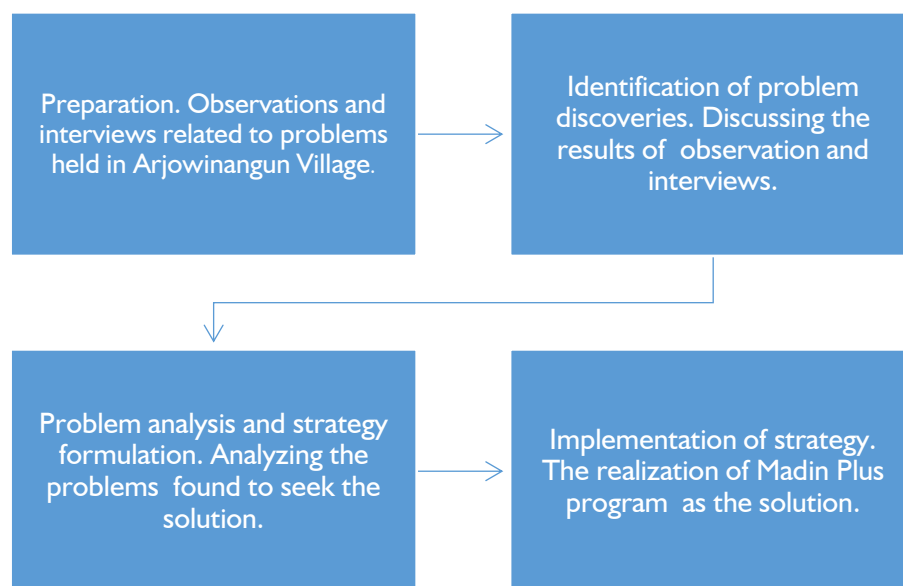 Preparation. Observations and
interviews related to problems
held in Arjowinangun Village.
Identification of problem
discoveries. Discussing the
results of observation and
interviews.
Problem analysis and strategy
formulation. Analyzing the
problems found to seek the
solution.
Implementation of strategy.
The realization of Madin Plus
program as the solution.